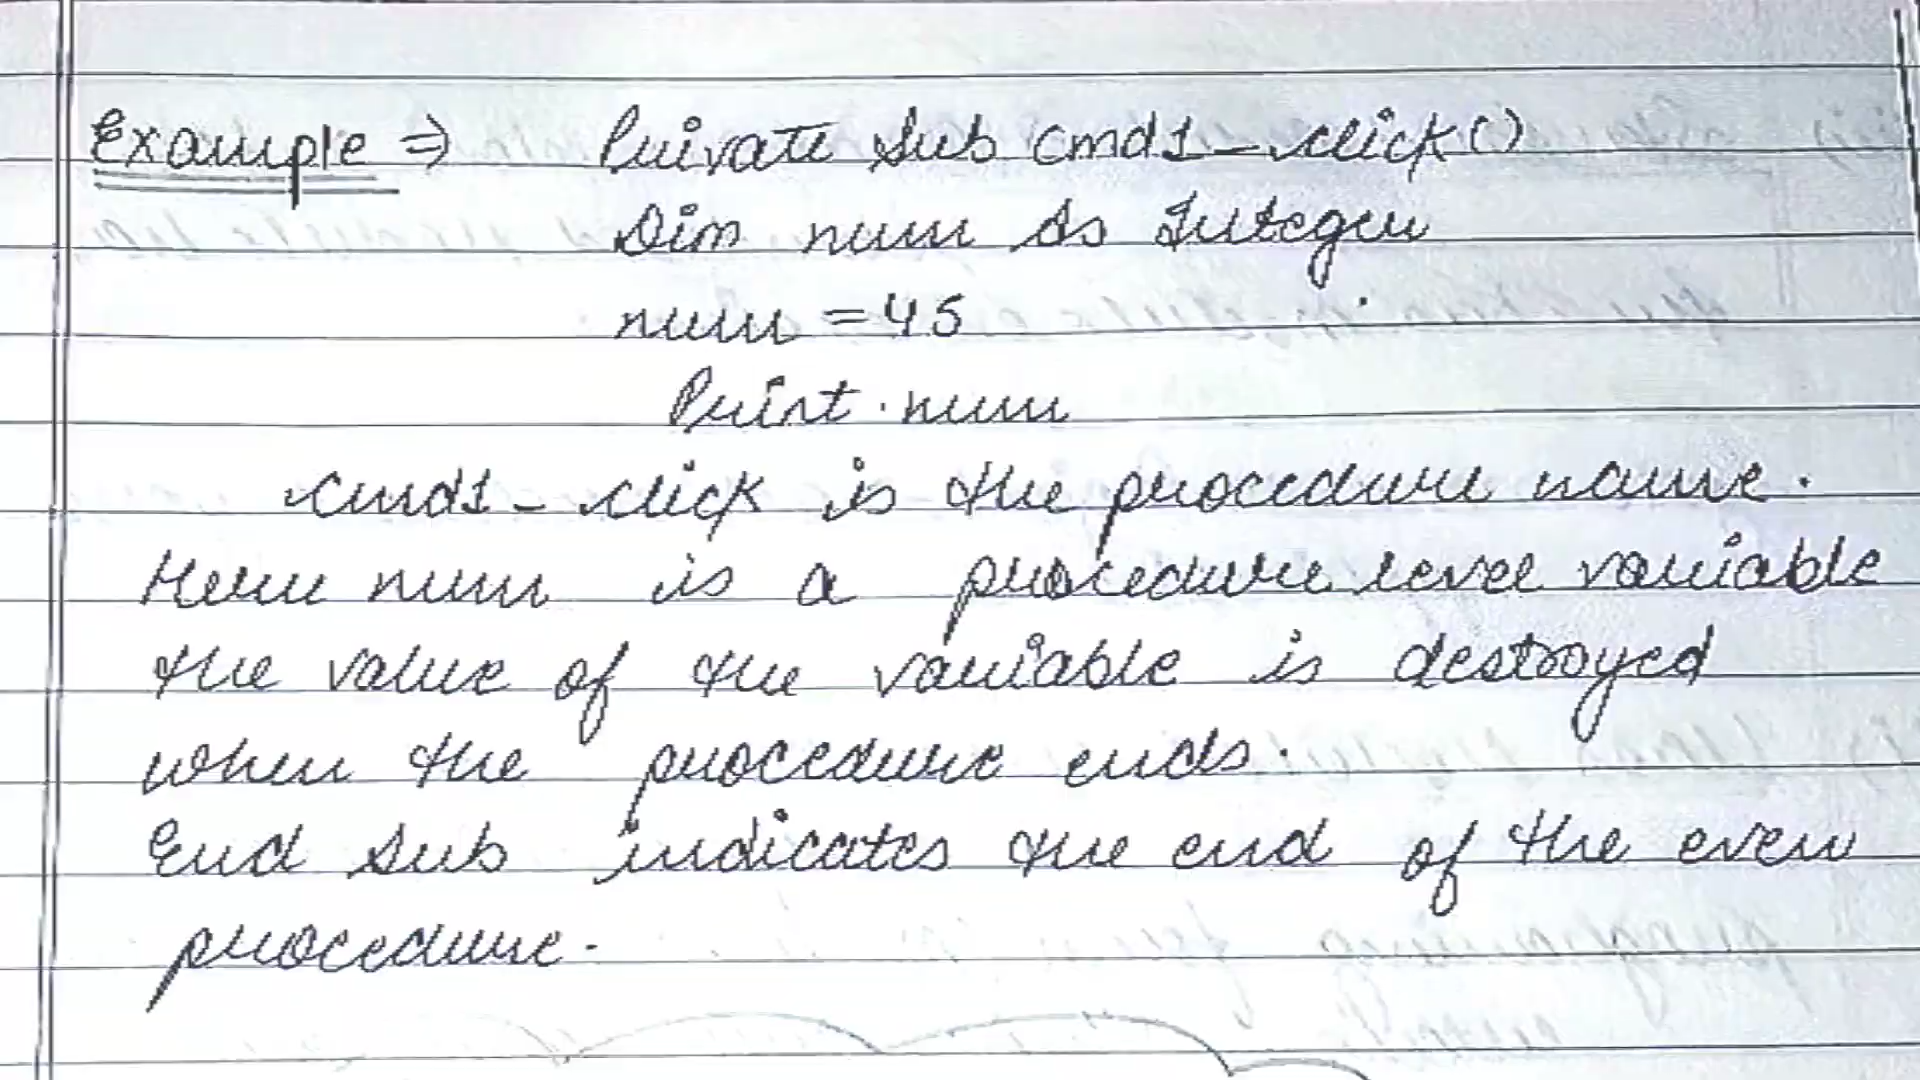 Example ⇒ Private Sub cmd1_click()
Dim num As Integer
num = 45
Print num
cmd1_click is the procedure name.
Here num is a procedure level variable
the value of the variable is destroyed
when the procedure ends.
End Sub indicates the end of the even
procedure.